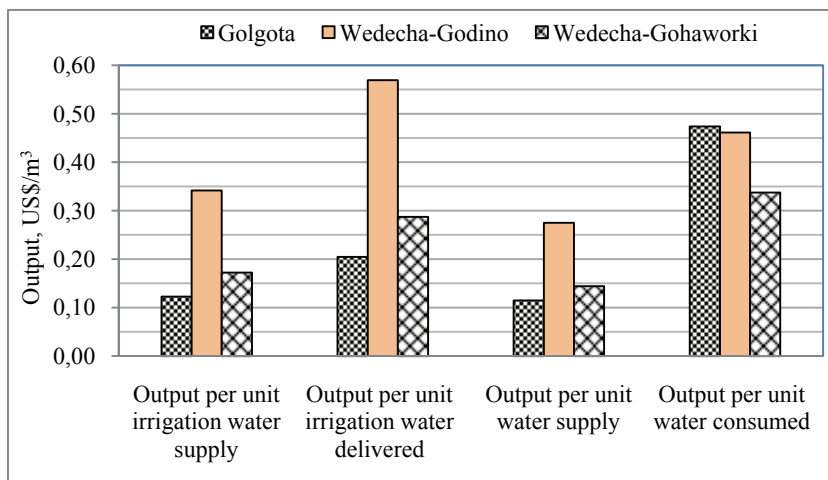 Golgota Wedecha-Godino Wedecha-Gohaworki
Output, US$/m³
0,60
0,50
0,40
0,30
0,20
0,10
0,00
Output per unit
irrigation water
supply
Output per unit
irrigation water
delivered
Output per unit
water supply
Output per unit
water consumed